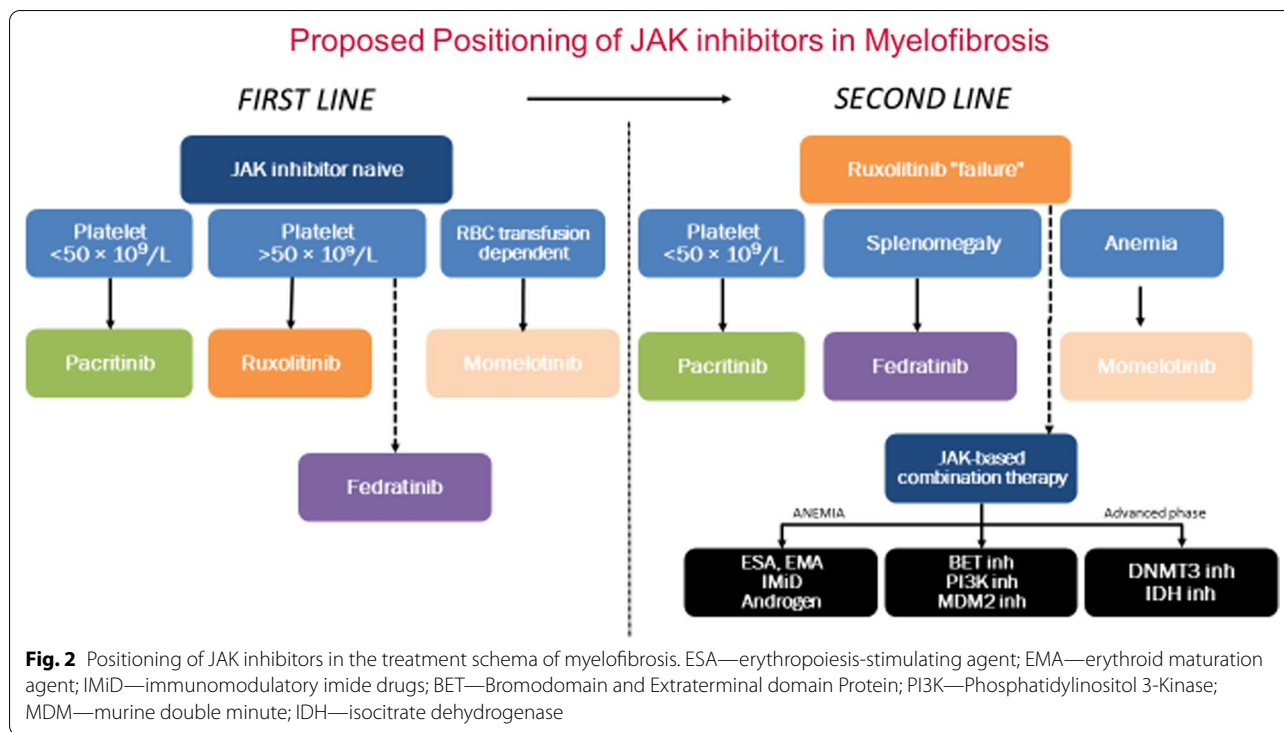 Proposed Positioning of JAK inhibitors in Myelofibrosis
FIRST LINE
SECOND LINE
JAK inhibitor naive
Ruxolitinib "failure"
Platelet
<50 × 10⁹/L
Platelet
>50 × 10⁹/L
RBC transfusion
dependent
Platelet
<50 × 10⁹/L
Splenomegaly
Anemia
Pacritinib
Ruxolitinib
Momelotinib
Pacritinib
Fedratinib
Momelotinib
Fedratinib
JAK-based
combination therapy
ANEMIA
Advanced phase
ESA, EMA
IMiD
Androgen
BET inh
PI3K inh
MDM2 inh
DNMT3 inh
IDH inh
Fig. 2 Positioning of JAK inhibitors in the treatment schema of myelofibrosis. ESA—erythropoiesis-stimulating agent; EMA—erythroid maturation
agent; IMiD—immunomodulatory imide drugs; BET—Bromodomain and Extraterminal domain Protein; PI3K—Phosphatidylinositol 3-Kinase;
MDM—murine double minute; IDH—isocitrate dehydrogenase